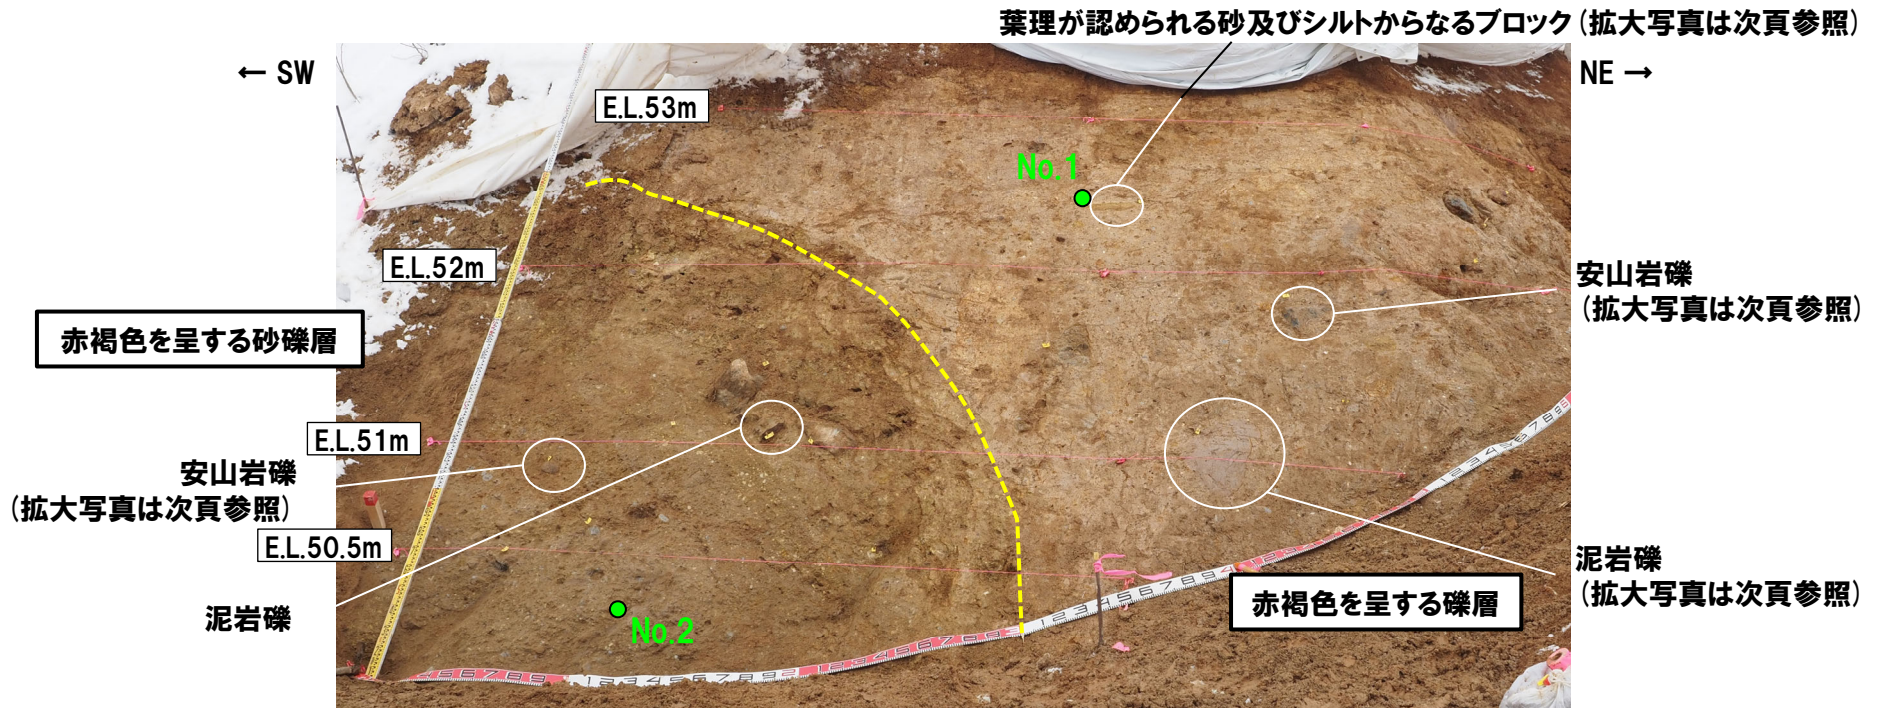 葉理が認められる砂及びシルトからなるブロック(拡大写真は次頁参照)
← SW
NE →
E.L.53m
No.1
E.L.52m
安山岩礫
(拡大写真は次頁参照)
赤褐色を呈する砂礫層
E.L.51m
安山岩礫
(拡大写真は次頁参照)
E.L.50.5m
泥岩礫
(拡大写真は次頁参照)
赤褐色を呈する礫層
泥岩礫
No.2